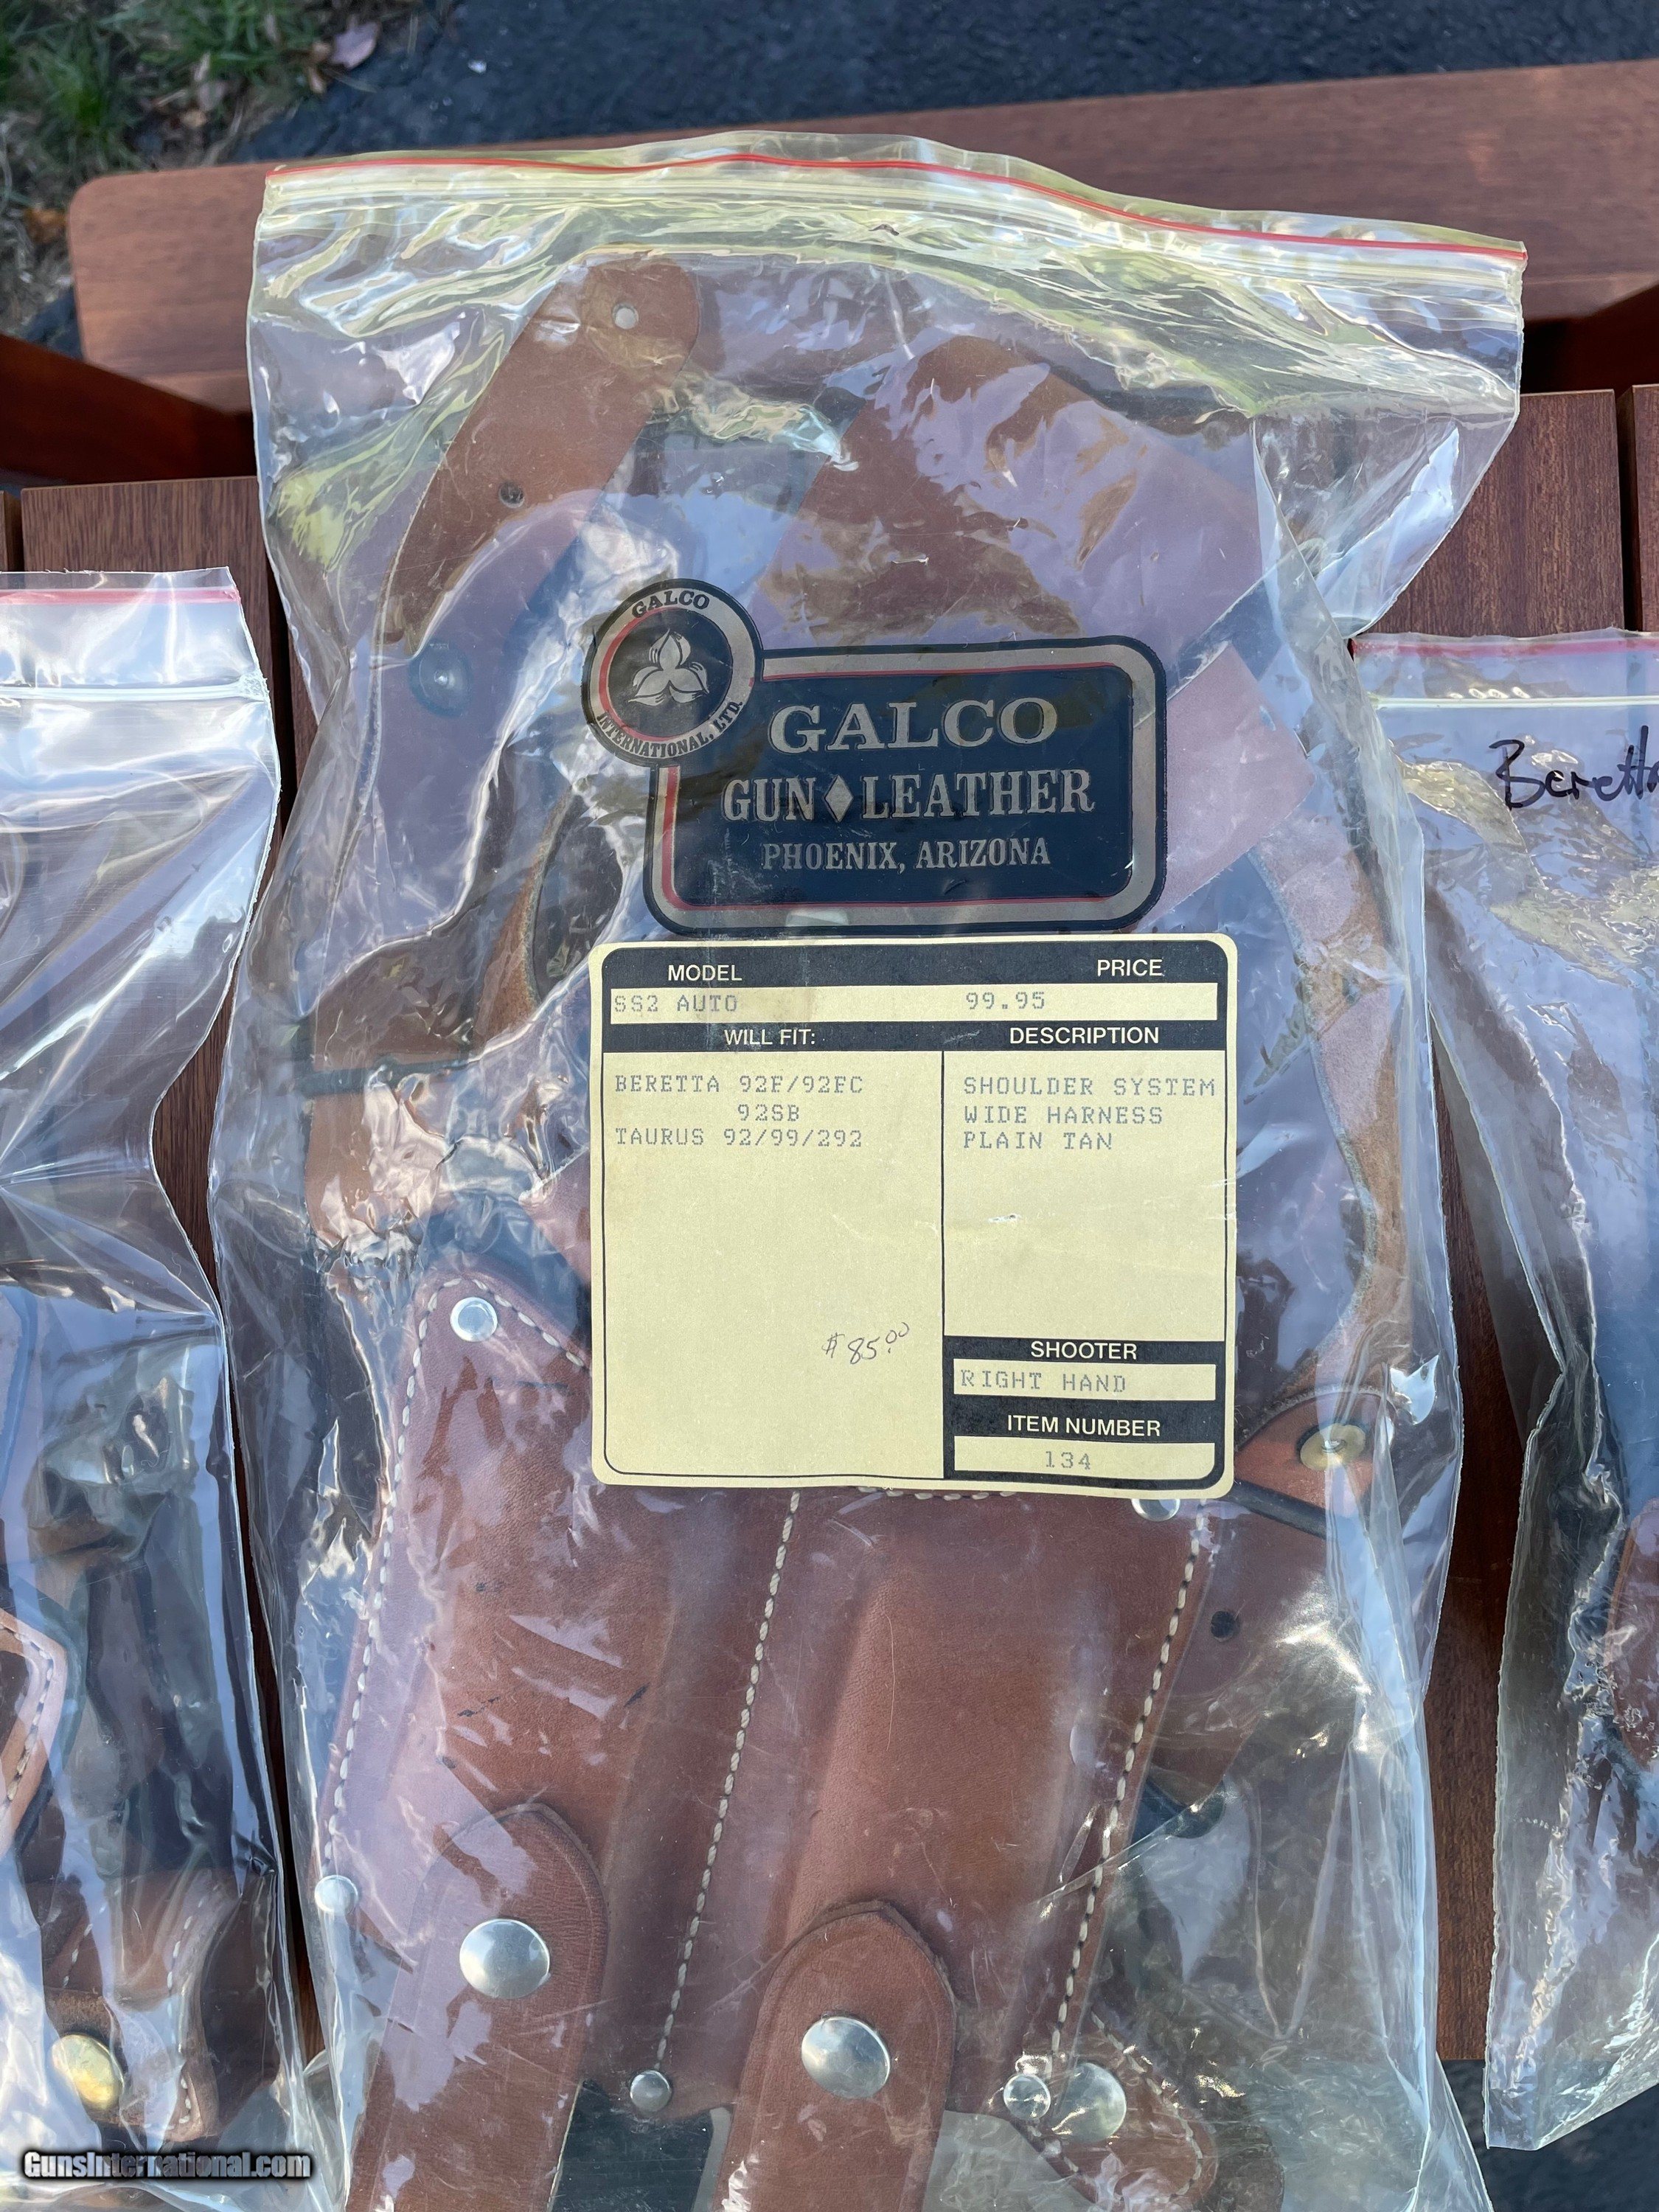 GALCO
INTERNATIONAL, LTD.
GALCO
GUN♦LEATHER
PHOENIX, ARIZONA
Beretta
MODEL PRICE
SS2 AUTO 99.95
WILL FIT: DESCRIPTION
BERETTA 92F/92FC SHOULDER SYSTEM
92SB WIDE HARNESS
TAURUS 92/99/292 PLAIN TAN
$85.00
SHOOTER
RIGHT HAND
ITEM NUMBER
134
GunsInternational.com